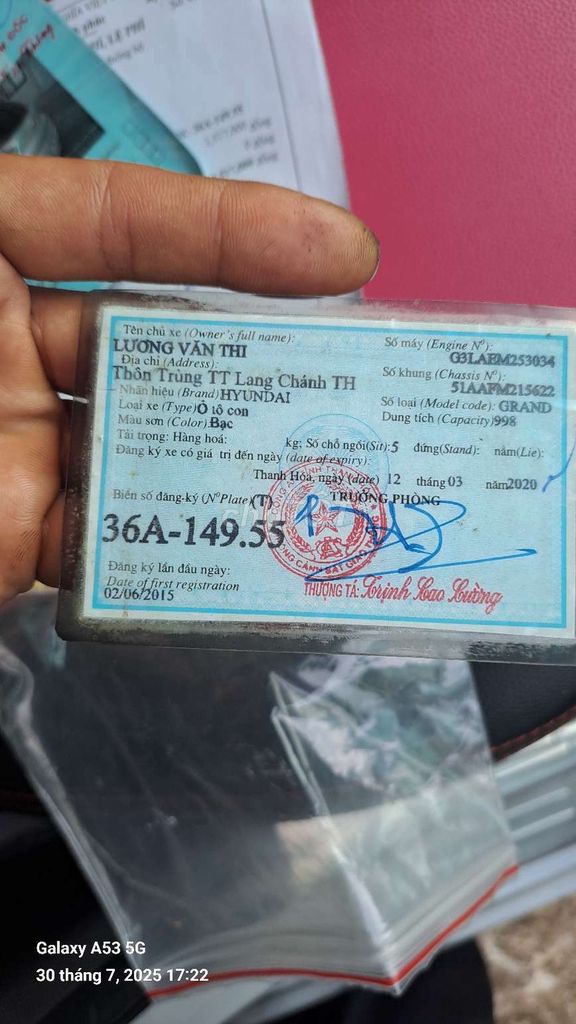 Tên chủ xe (Owner's full name):
LƯƠNG VĂN THI
Địa chỉ (Address):
Thôn Trùng TT Lang Chánh TH
Nhãn hiệu (Brand) HYUNDAI
Loại xe (Type) Ô tô con
Màu sơn (Color): Bạc
Số máy (Engine Nº):
G3LAEM253034
Số khung (Chassis Nº):
51AAFM215622
Số loại (Model code): GRAND
Dung tích (Capacity) 998
Tải trọng: Hàng hoá: kg; Số chỗ ngồi(Sit): 5 đứng(Stand): nằm(Lie):
Đăng ký xe có giá trị đến ngày (date of expiry):
Thanh Hóa, ngày (date) 12 tháng 03 năm 2020
Biển số đăng-ký (Nº Plate) (T)
TRƯỞNG PHÒNG
36A-149.55
Đăng ký lần đầu ngày:
Date of first registration
02/06/2015
THƯỢNG TÁ: Trịnh Cao Cường
Galaxy A53 5G
30 tháng 7, 2025 17:22